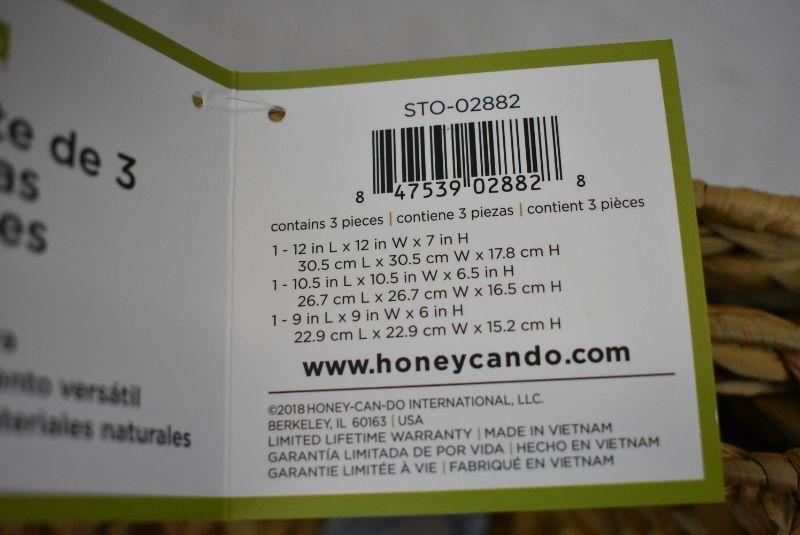 te de 3
as
es
a
nto versátil
teriales naturales
STO-02882
8 47539 02882 8
contains 3 pieces | contiene 3 piezas | contient 3 pièces
1 - 12 in L x 12 in W x 7 in H
30.5 cm L x 30.5 cm W x 17.8 cm H
1 - 10.5 in L x 10.5 in W x 6.5 in H
26.7 cm L x 26.7 cm W x 16.5 cm H
1 - 9 in L x 9 in W x 6 in H
22.9 cm L x 22.9 cm W x 15.2 cm H
www.honeycando.com
©2018 HONEY-CAN-DO INTERNATIONAL, LLC.
BERKELEY, IL 60163 | USA
LIMITED LIFETIME WARRANTY | MADE IN VIETNAM
GARANTÍA LIMITADA DE POR VIDA | HECHO EN VIETNAM
GARANTIE LIMITÉE À VIE | FABRIQUÉ EN VIETNAM